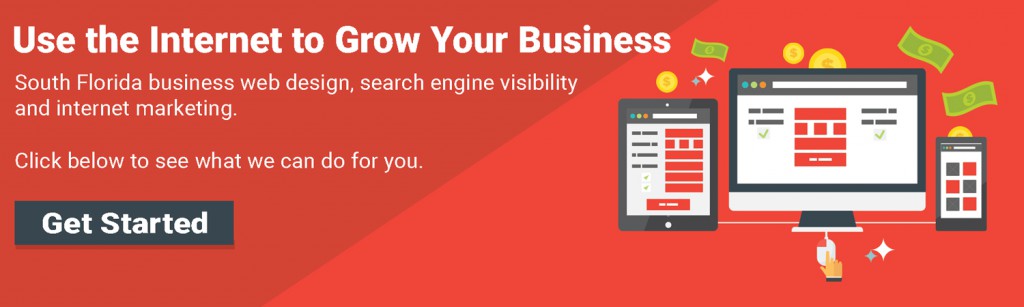 Use the Internet to Grow Your Business
South Florida business web design, search engine visibility
and internet marketing.
Click below to see what we can do for you.
Get Started